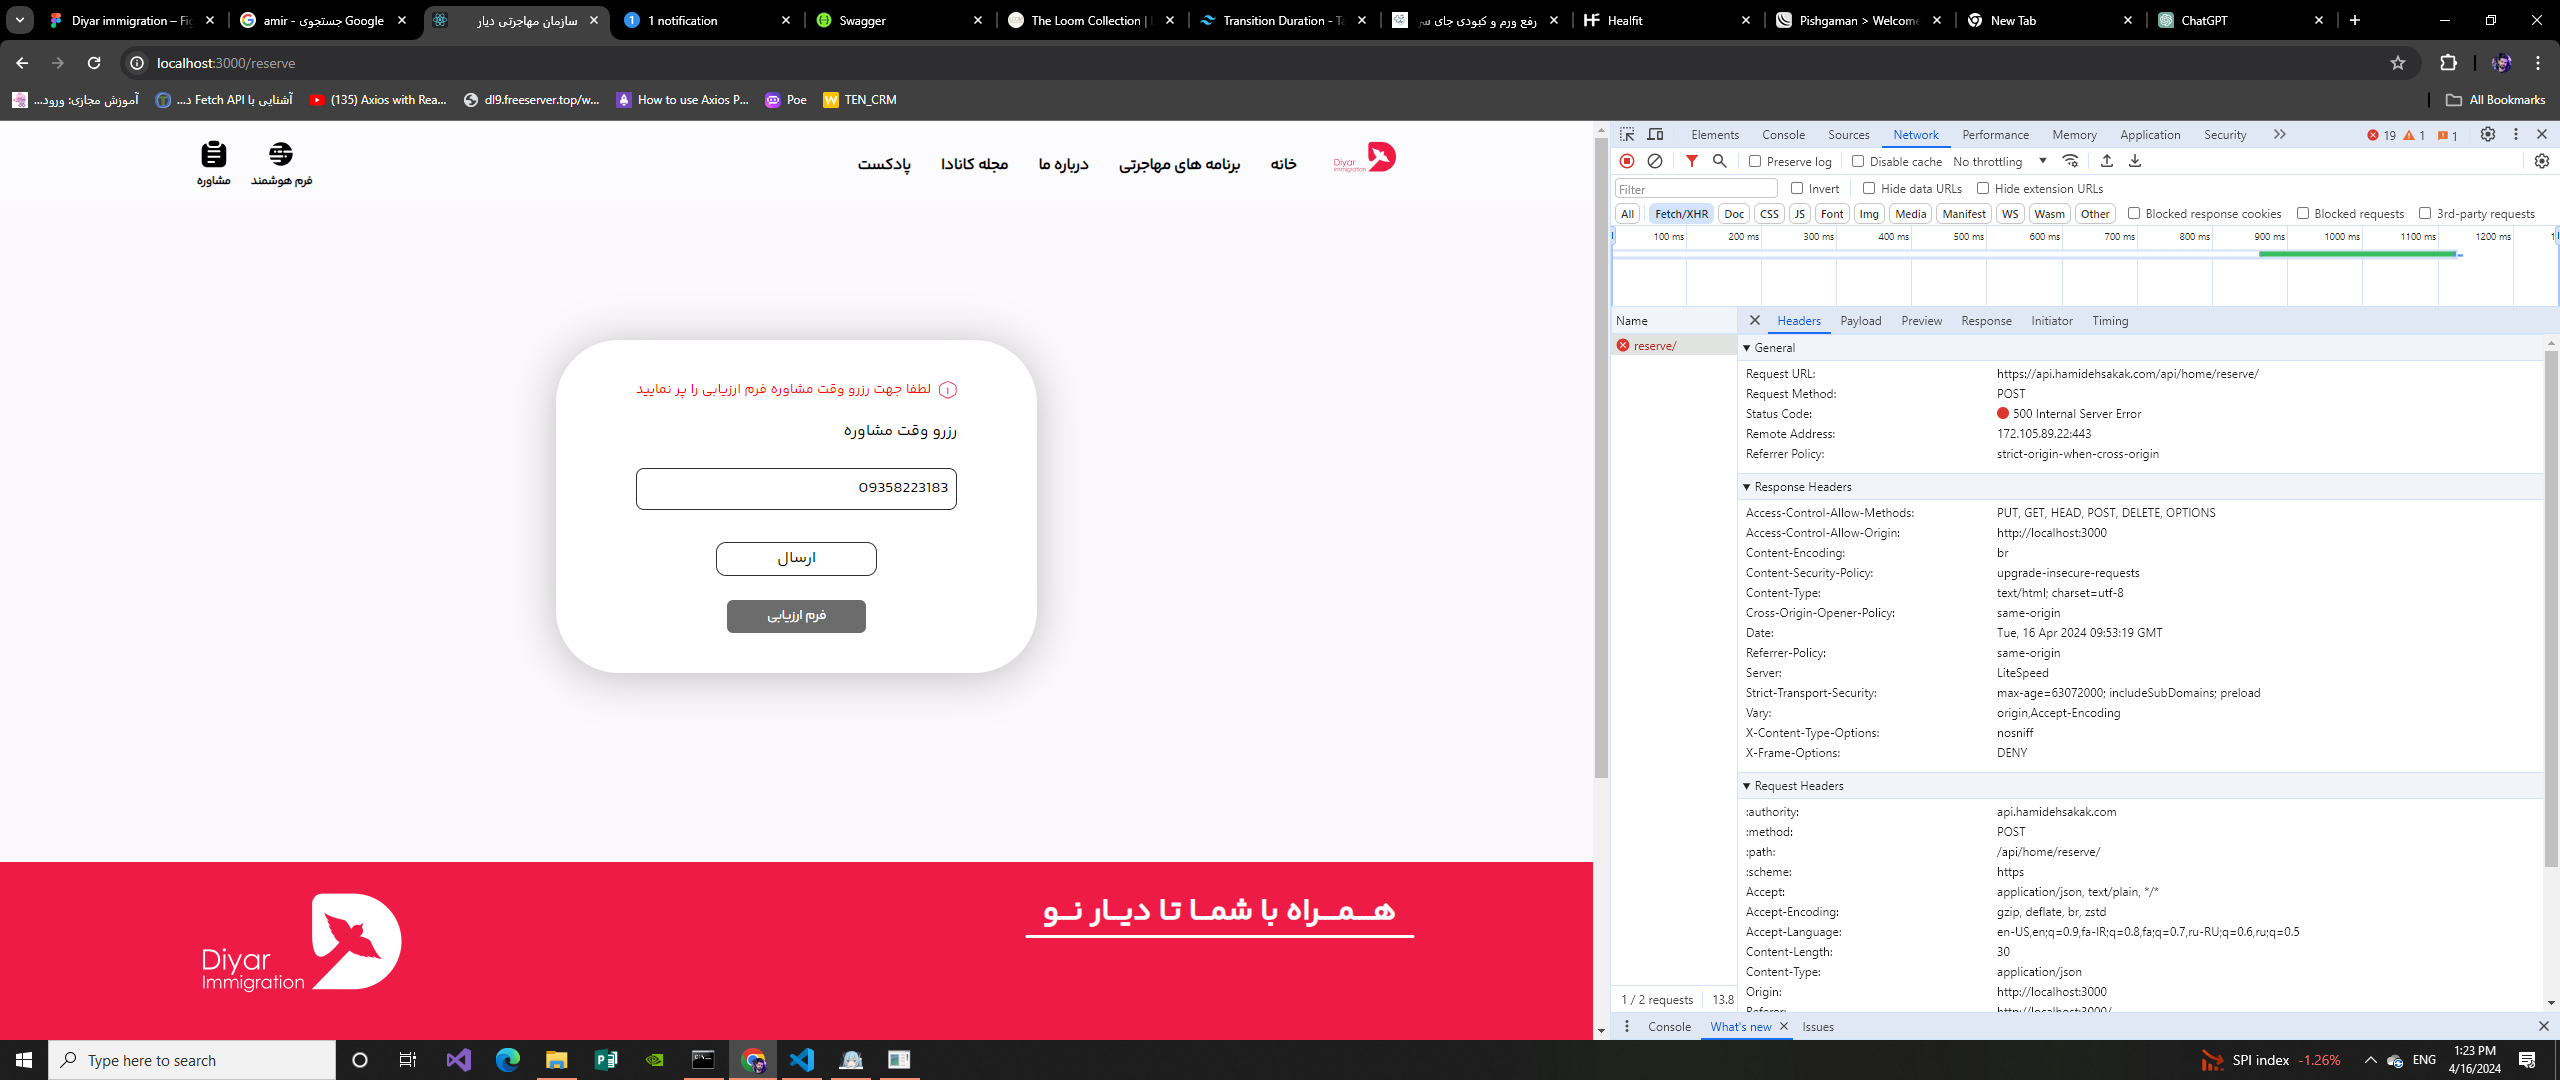 Diyar immigration – Fig
amir - جستجوی Google
سازمان مهاجرتی دیار
1 notification
Swagger
The Loom Collection |
Transition Duration - Ta
رفع ورم و کبودی جای سر
Healfit
Pishgaman > Welcome
New Tab
ChatGPT
localhost:3000/reserve
آموزش مجازی: ورود...
آشنایی با Fetch API د...
(135) Axios with Rea...
dl9.freeserver.top/w...
How to use Axios P...
Poe
TEN_CRM
All Bookmarks
Diyar Immigration
خانه
برنامه های مهاجرتی
درباره ما
مجله کانادا
پادکست
فرم هوشمند
مشاوره
لطفا جهت رزرو وقت مشاوره فرم ارزیابی را پر نمایید
رزرو وقت مشاوره
09358223183
ارسال
فرم ارزیابی
هـــمــراه با شمـا تا دیــار نــو
Diyar
Immigration
Elements Console Sources Network Performance Memory Application Security
19 1 1
Preserve log Disable cache No throttling
Filter Invert Hide data URLs Hide extension URLs
All Fetch/XHR Doc CSS JS Font Img Media Manifest WS Wasm Other Blocked response cookies Blocked requests 3rd-party requests
100 ms 200 ms 300 ms 400 ms 500 ms 600 ms 700 ms 800 ms 900 ms 1000 ms 1100 ms 1200 ms
Name
reserve/
Headers Payload Preview Response Initiator Timing
General
Request URL: https://api.hamidehsakak.com/api/home/reserve/
Request Method: POST
Status Code: 500 Internal Server Error
Remote Address: 172.105.89.22:443
Referrer Policy: strict-origin-when-cross-origin
Response Headers
Access-Control-Allow-Methods: PUT, GET, HEAD, POST, DELETE, OPTIONS
Access-Control-Allow-Origin: http://localhost:3000
Content-Encoding: br
Content-Security-Policy: upgrade-insecure-requests
Content-Type: text/html; charset=utf-8
Cross-Origin-Opener-Policy: same-origin
Date: Tue, 16 Apr 2024 09:53:19 GMT
Referrer-Policy: same-origin
Server: LiteSpeed
Strict-Transport-Security: max-age=63072000; includeSubDomains; preload
Vary: origin,Accept-Encoding
X-Content-Type-Options: nosniff
X-Frame-Options: DENY
Request Headers
:authority: api.hamidehsakak.com
:method: POST
:path: /api/home/reserve/
:scheme: https
Accept: application/json, text/plain, */*
Accept-Encoding: gzip, deflate, br, zstd
Accept-Language: en-US,en;q=0.9,fa-IR;q=0.8,fa;q=0.7,ru-RU;q=0.6,ru;q=0.5
Content-Length: 30
Content-Type: application/json
Origin: http://localhost:3000
Referer: http://localhost:3000/
1 / 2 requests 13.8
Console What's new Issues
Type here to search
SPI index -1.26%
ENG
1:23 PM
4/16/2024